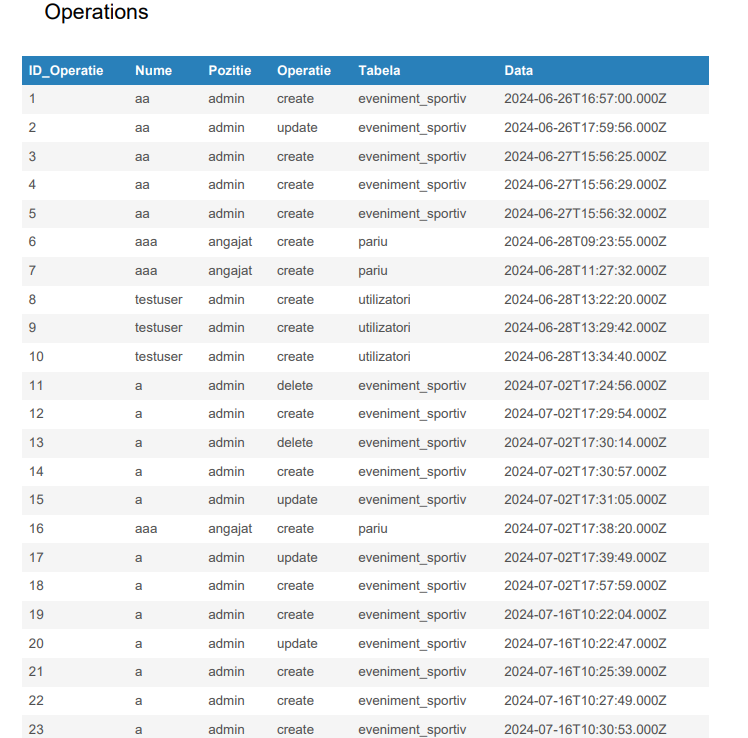 Operations
ID_Operatie Nume Pozitie Operatie Tabela Data
1 aa admin create eveniment_sportiv 2024-06-26T16:57:00.000Z
2 aa admin update eveniment_sportiv 2024-06-26T17:59:56.000Z
3 aa admin create eveniment_sportiv 2024-06-27T15:56:25.000Z
4 aa admin create eveniment_sportiv 2024-06-27T15:56:29.000Z
5 aa admin create eveniment_sportiv 2024-06-27T15:56:32.000Z
6 aaa angajat create pariu 2024-06-28T09:23:55.000Z
7 aaa angajat create pariu 2024-06-28T11:27:32.000Z
8 testuser admin create utilizatori 2024-06-28T13:22:20.000Z
9 testuser admin create utilizatori 2024-06-28T13:29:42.000Z
10 testuser admin create utilizatori 2024-06-28T13:34:40.000Z
11 a admin delete eveniment_sportiv 2024-07-02T17:24:56.000Z
12 a admin create eveniment_sportiv 2024-07-02T17:29:54.000Z
13 a admin delete eveniment_sportiv 2024-07-02T17:30:14.000Z
14 a admin create eveniment_sportiv 2024-07-02T17:30:57.000Z
15 a admin update eveniment_sportiv 2024-07-02T17:31:05.000Z
16 aaa angajat create pariu 2024-07-02T17:38:20.000Z
17 a admin update eveniment_sportiv 2024-07-02T17:39:49.000Z
18 a admin create eveniment_sportiv 2024-07-02T17:57:59.000Z
19 a admin create eveniment_sportiv 2024-07-16T10:22:04.000Z
20 a admin update eveniment_sportiv 2024-07-16T10:22:47.000Z
21 a admin create eveniment_sportiv 2024-07-16T10:25:39.000Z
22 a admin create eveniment_sportiv 2024-07-16T10:27:49.000Z
23 a admin create eveniment_sportiv 2024-07-16T10:30:53.000Z